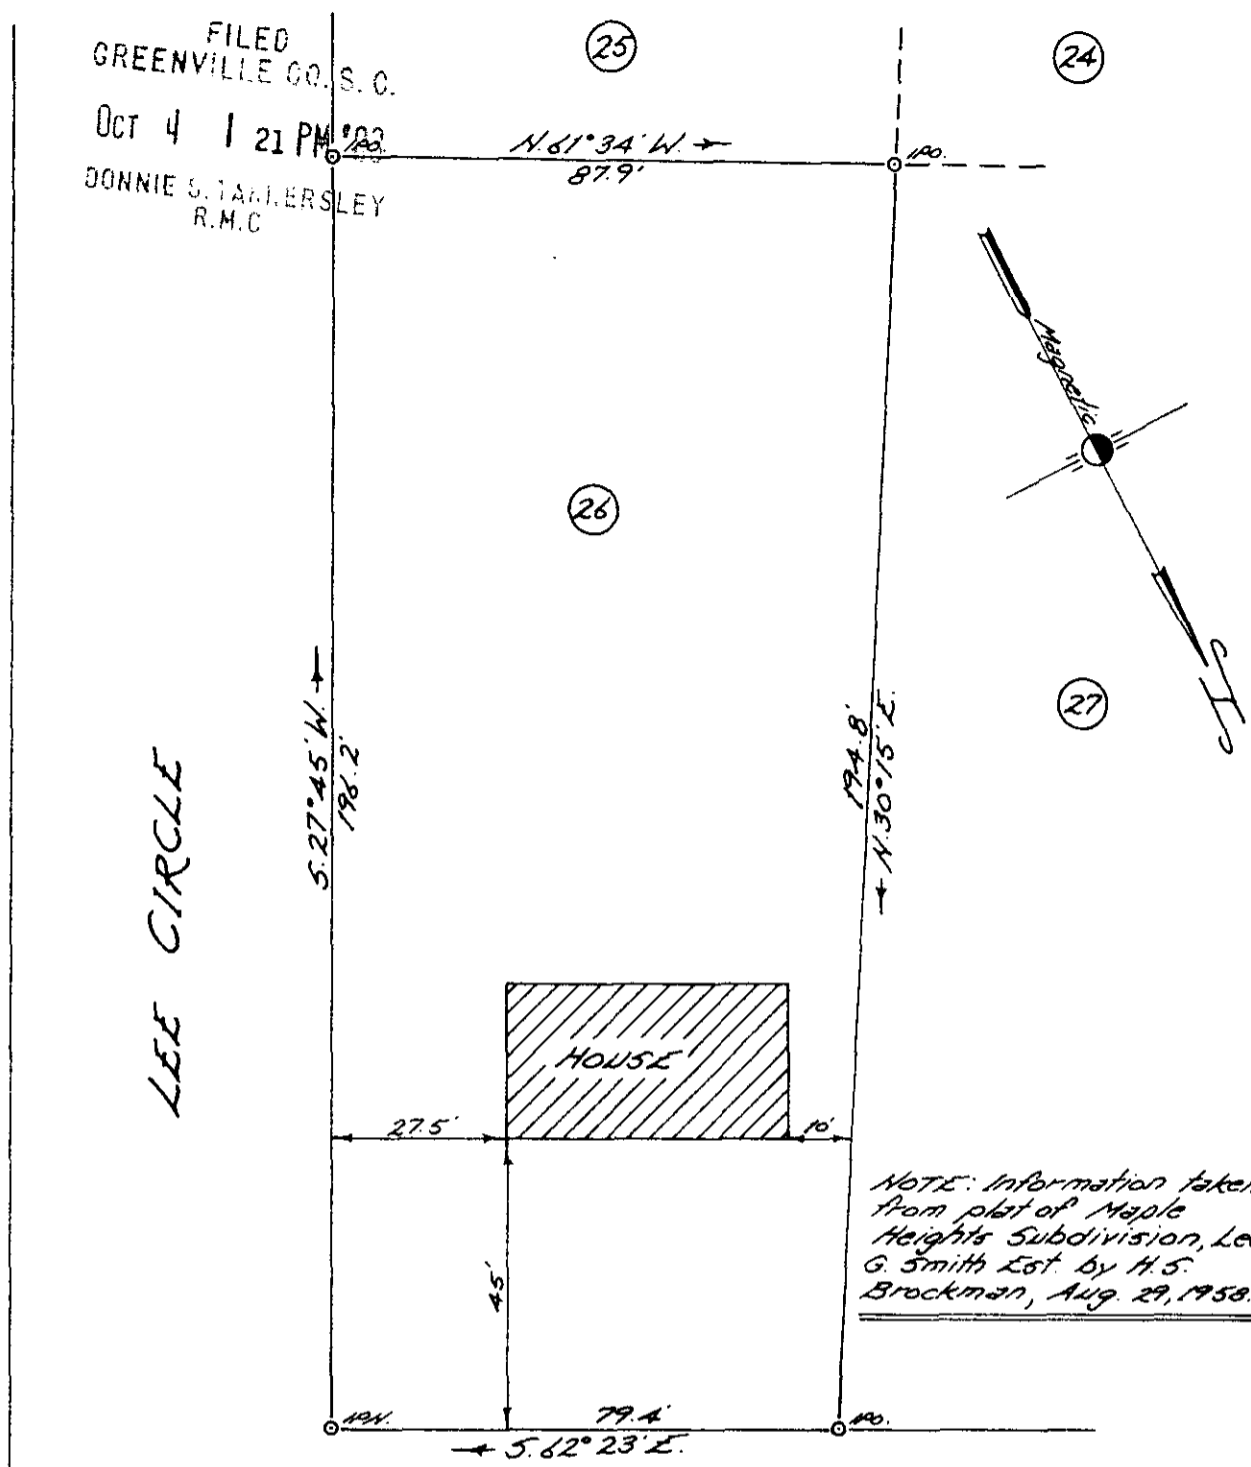 FILED
GREENVILLE CO. S. C.
OCT 4 1 21 PM
DONNIE S. TANKERSLEY
R.M.C
25
24
I.P.O.
N.61°34' W.
87.9'
I.P.O.
Magnetic
26
27
S.27°45' W.
196.2'
194.8'
N.30°15' E.
LEE CIRCLE
HOUSE
27.5'
10'
45'
NOTE: Information taken
from plat of Maple
Heights Subdivision,
G. Smith Est. by H.S.
Brockman, Aug. 29, 1958.
I.P.N.
79.4'
I.P.O.
S.62°23' E.